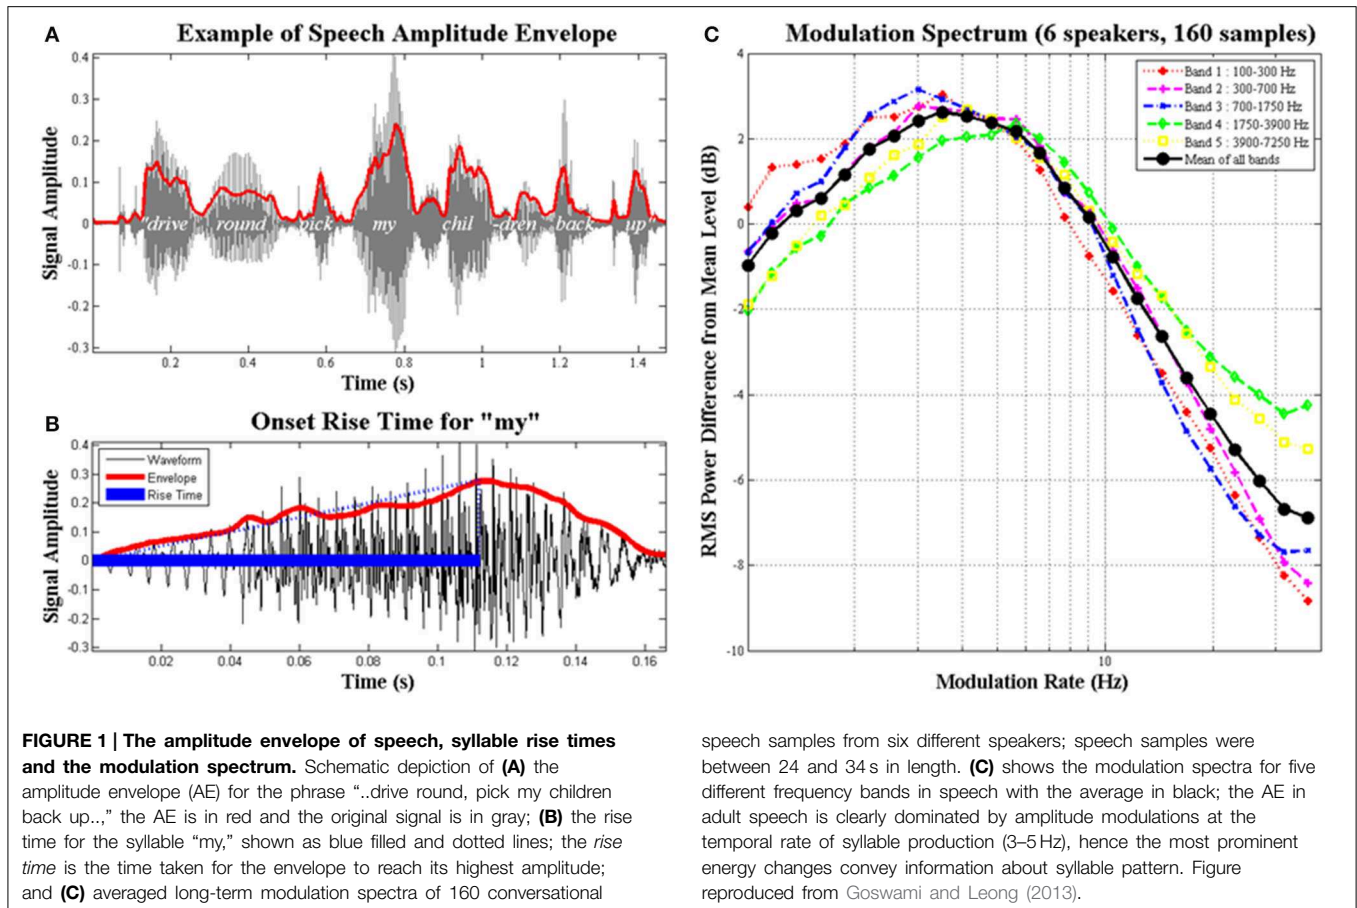 A
Example of Speech Amplitude Envelope
0.4
0.3
0.2
0.1
0
-0.1
-0.2
-0.3
Signal Amplitude
"drive round pick my chil -dren back up"
0.2 0.4 0.6 0.8 1 1.2 1.4
Time (s)
B
Onset Rise Time for "my"
0.4
0.3
0.2
0.1
0
-0.1
-0.2
-0.3
Signal Amplitude
Waveform
Envelope
Rise Time
0.02 0.04 0.06 0.08 0.1 0.12 0.14 0.16
Time (s)
C
Modulation Spectrum (6 speakers, 160 samples)
4
2
0
-2
-4
-6
-8
-10
RMS Power Difference from Mean Level (dB)
Band 1 : 100-300 Hz
Band 2 : 300-700 Hz
Band 3 : 700-1750 Hz
Band 4 : 1750-3900 Hz
Band 5 : 3900-7250 Hz
Mean of all bands
10
Modulation Rate (Hz)
FIGURE 1 | The amplitude envelope of speech, syllable rise times
and the modulation spectrum. Schematic depiction of (A) the
amplitude envelope (AE) for the phrase “..drive round, pick my children
back up..,” the AE is in red and the original signal is in gray; (B) the rise
time for the syllable “my,” shown as blue filled and dotted lines; the rise
time is the time taken for the envelope to reach its highest amplitude;
and (C) averaged long-term modulation spectra of 160 conversational
speech samples from six different speakers; speech samples were
between 24 and 34 s in length. (C) shows the modulation spectra for five
different frequency bands in speech with the average in black; the AE in
adult speech is clearly dominated by amplitude modulations at the
temporal rate of syllable production (3–5 Hz), hence the most prominent
energy changes convey information about syllable pattern. Figure
reproduced from Goswami and Leong (2013).